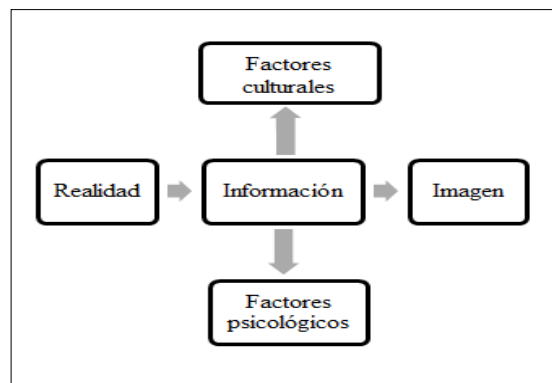 Factores
culturales
Realidad
Información
Imagen
Factores
psicológicos